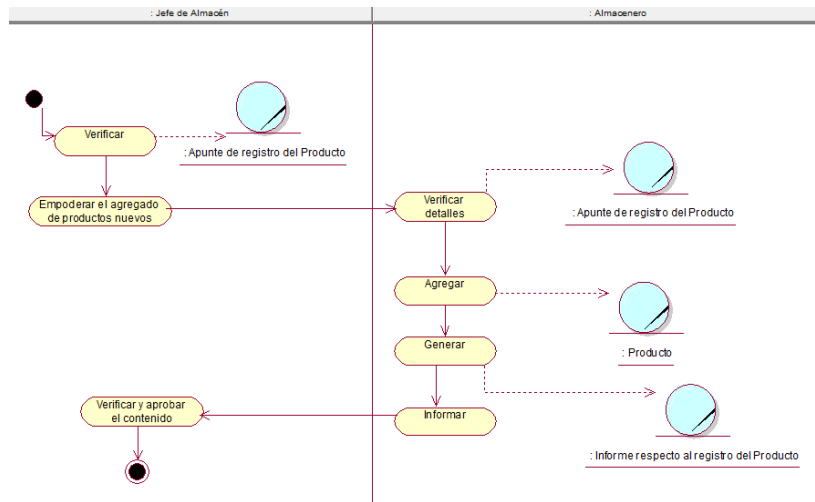 : Jefe de Almacén
: Almacenero
Verificar
: Apunte de registro del Producto
Empoderar el agregado
de productos nuevos
Verificar
detalles
: Apunte de registro del Producto
Agregar
: Producto
Generar
Verificar y aprobar
el contenido
Informar
: Informe respecto al registro del Producto